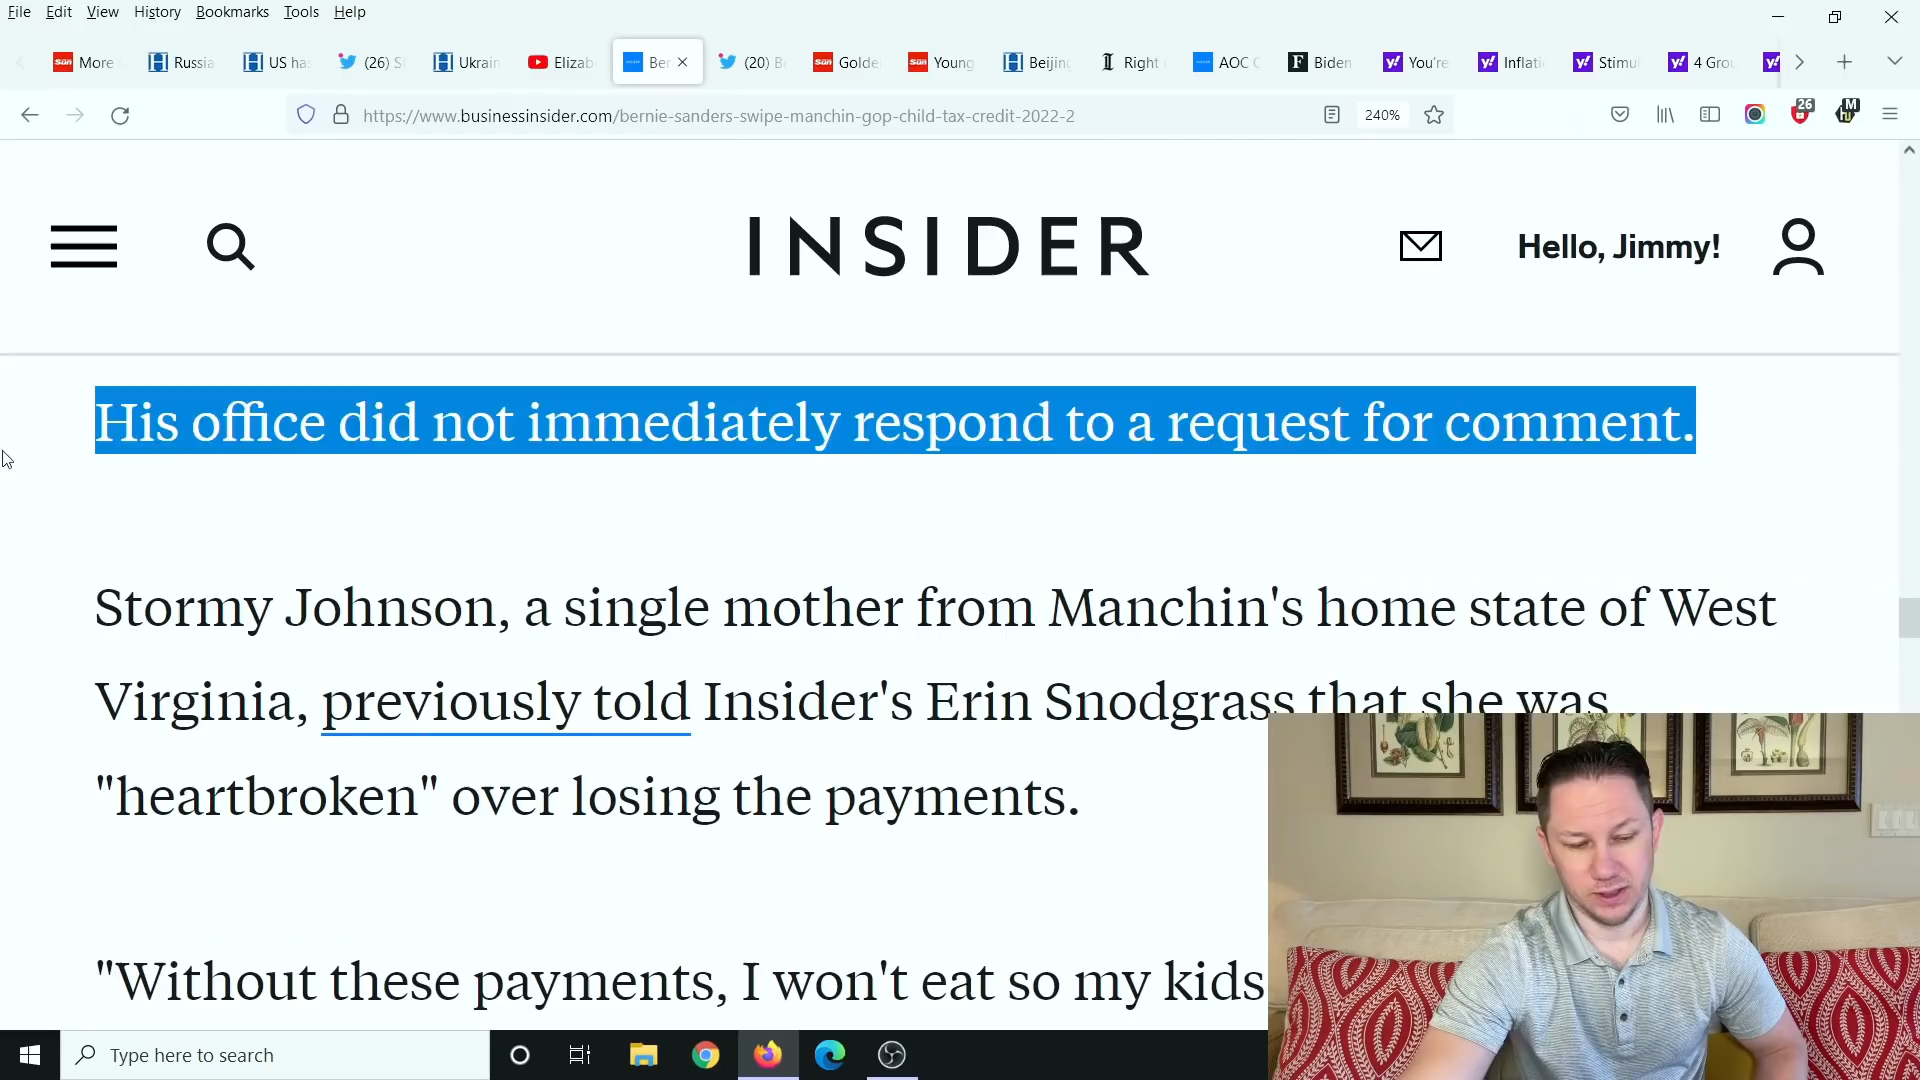 File Edit View History Bookmarks Tools Help
More Russia US ha (26) S Ukrain Elizab Ber (20) B Golde Young Beijing Right AOC C Biden You're Inflati Stimul 4 Grou
https://www.businessinsider.com/bernie-sanders-swipe-manchin-gop-child-tax-credit-2022-2 240% 26 M
INSIDER Hello, Jimmy!
His office did not immediately respond to a request for comment.
Stormy Johnson, a single mother from Manchin's home state of West
Virginia, previously told Insider's Erin Snodgrass that she was
"heartbroken" over losing the payments.
"Without these payments, I won't eat so my kids
Type here to search